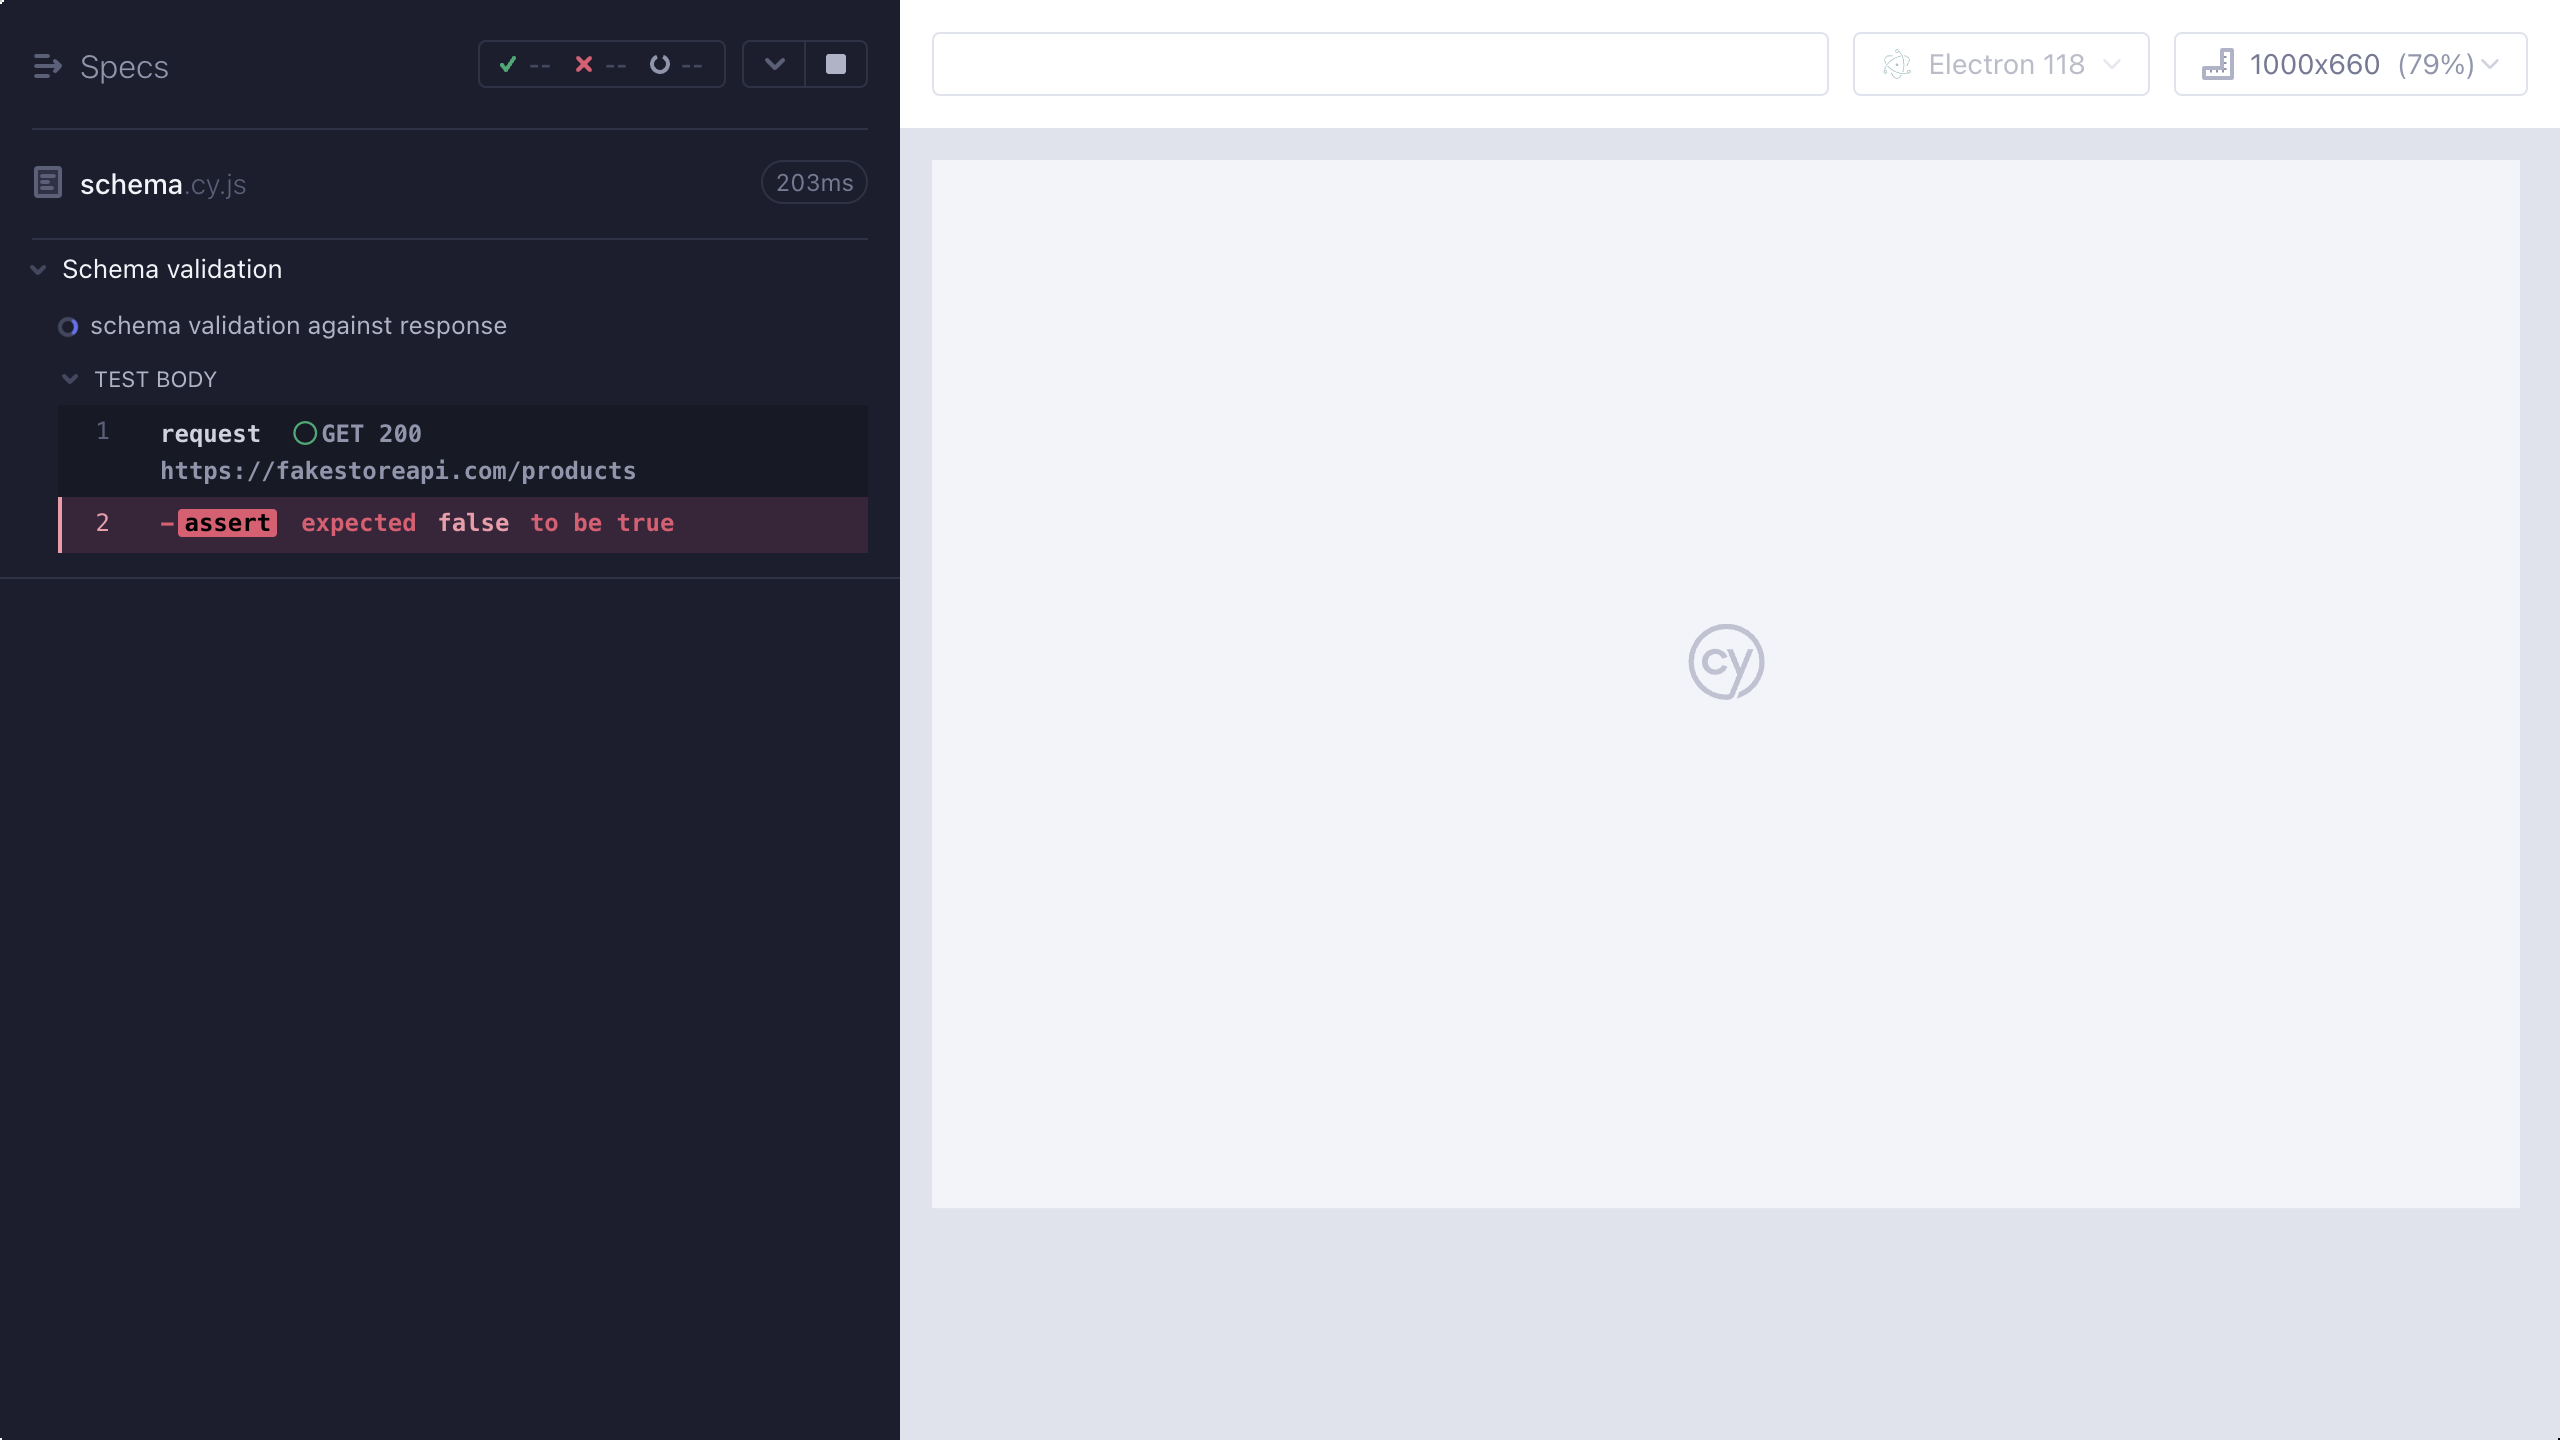 Specs
-- -- --
schema.cy.js
203ms
Schema validation
schema validation against response
TEST BODY
1 request GET 200
https://fakestoreapi.com/products
2 -assert expected false to be true
Electron 118
1000x660 (79%)
cy